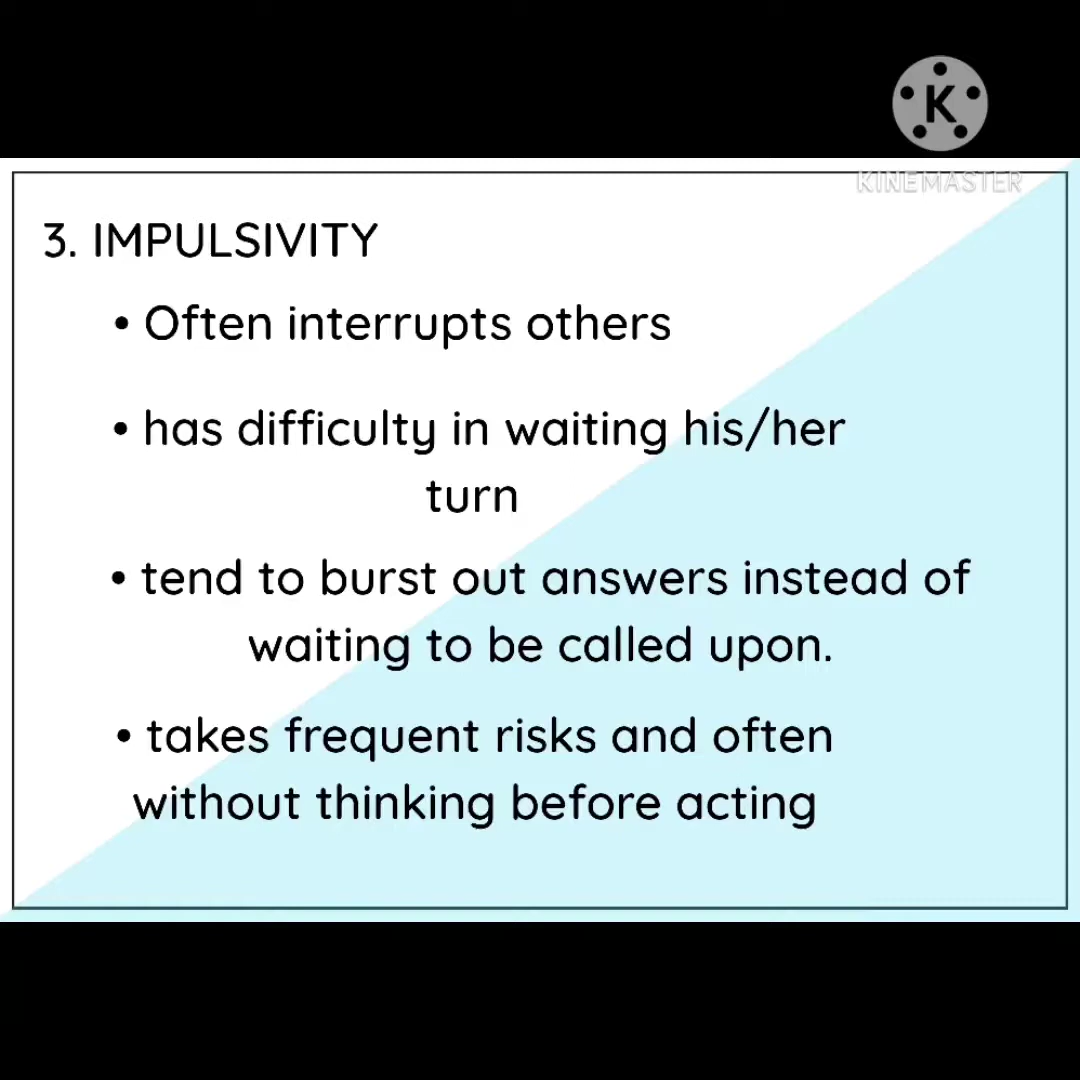 K
KINEMASTER
3. IMPULSIVITY
• Often interrupts others
• has difficulty in waiting his/her
turn
• tend to burst out answers instead of
waiting to be called upon.
• takes frequent risks and often
without thinking before acting